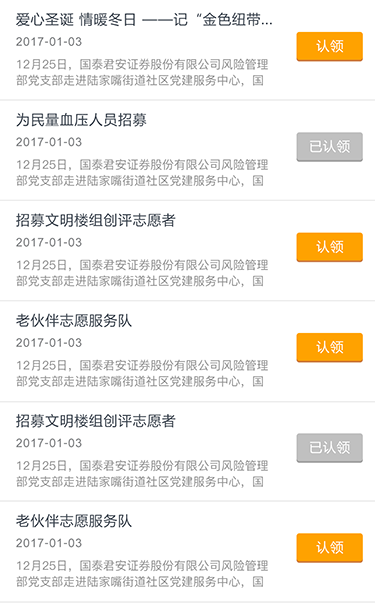 爱心圣诞 情暖冬日 ——记“金色纽带...
2017-01-03
认领
12月25日，国泰君安证券股份有限公司风险管理
部党支部走进陆家嘴街道社区党建服务中心，国
为民量血压人员招募
2017-01-03
已认领
12月25日，国泰君安证券股份有限公司风险管理
部党支部走进陆家嘴街道社区党建服务中心，国
招募文明楼组创评志愿者
2017-01-03
认领
12月25日，国泰君安证券股份有限公司风险管理
部党支部走进陆家嘴街道社区党建服务中心，国
老伙伴志愿服务队
2017-01-03
认领
12月25日，国泰君安证券股份有限公司风险管理
部党支部走进陆家嘴街道社区党建服务中心，国
招募文明楼组创评志愿者
2017-01-03
已认领
12月25日，国泰君安证券股份有限公司风险管理
部党支部走进陆家嘴街道社区党建服务中心，国
老伙伴志愿服务队
2017-01-03
认领
12月25日，国泰君安证券股份有限公司风险管理
部党支部走进陆家嘴街道社区党建服务中心，国